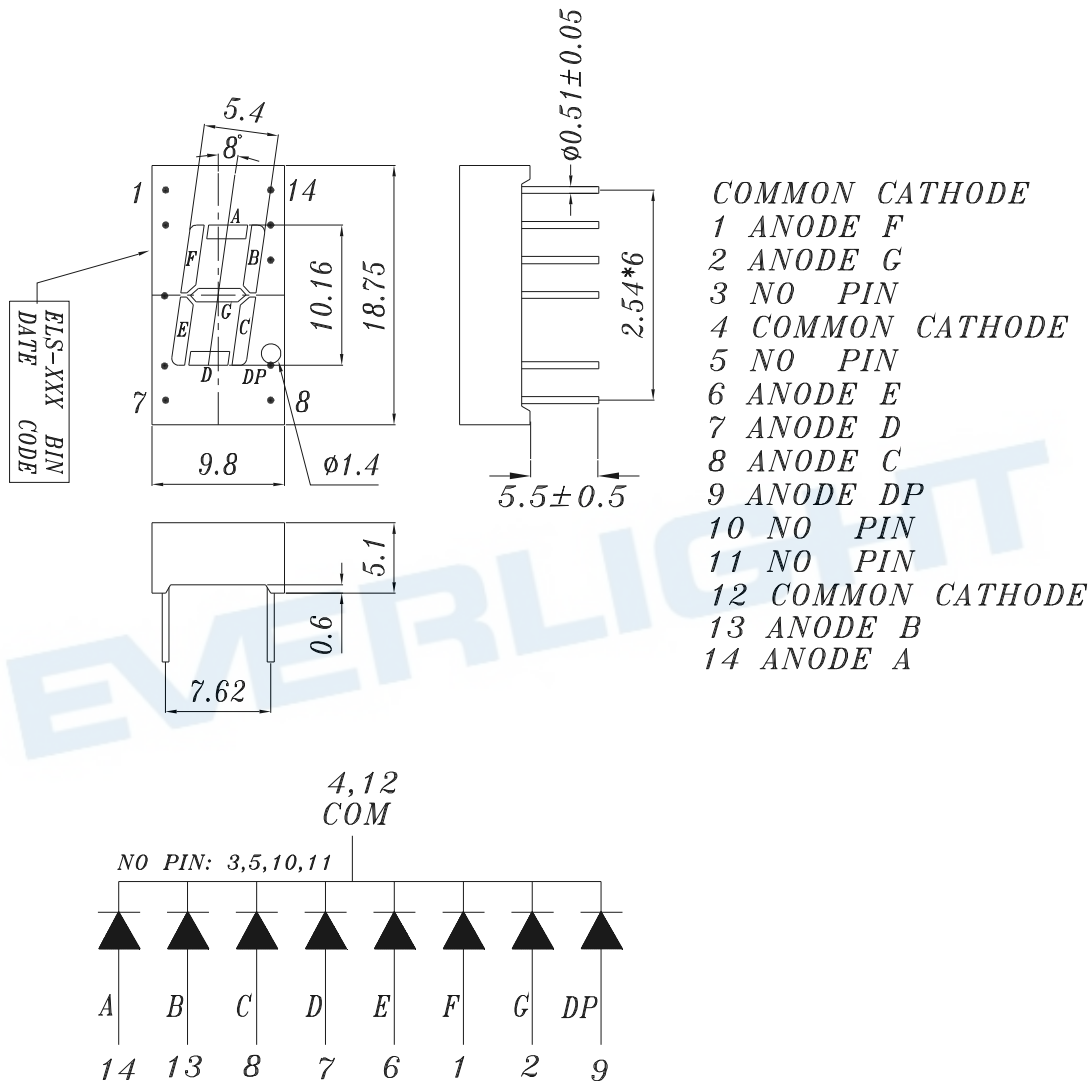 5.4
8°
1
14
A
F
B
G
E
C
D
DP
7
8
10.16
18.75
9.8
ø1.4
ELS-XXX BIN
DATE CODE
ø0.51±0.05
2.54*6
5.5±0.5
5.1
0.6
7.62
COMMON CATHODE
1 ANODE F
2 ANODE G
3 NO PIN
4 COMMON CATHODE
5 NO PIN
6 ANODE E
7 ANODE D
8 ANODE C
9 ANODE DP
10 NO PIN
11 NO PIN
12 COMMON CATHODE
13 ANODE B
14 ANODE A
EVERLIGHT
4,12
COM
NO PIN: 3,5,10,11
A B C D E F G DP
14 13 8 7 6 1 2 9